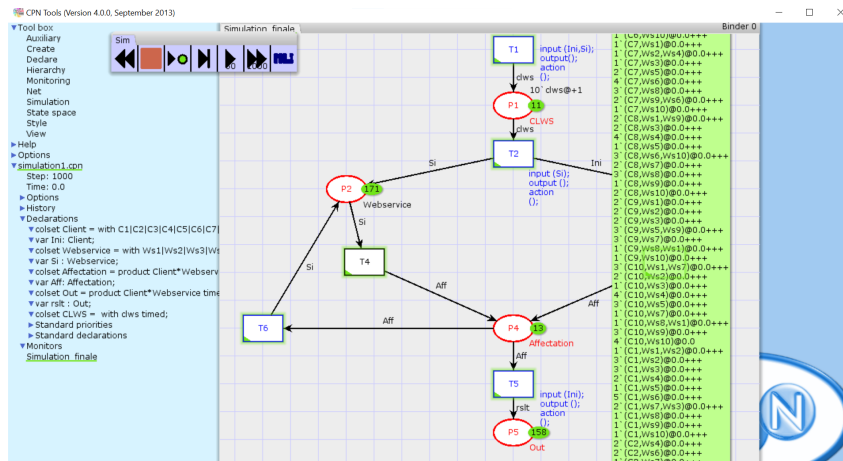 CPN Tools (Version 4.0.0, September 2013)
Tool box
Auxiliary
Create
Declare
Hierarchy
Monitoring
Net
Simulation
State space
Style
View
Help
Options
simulation1.cpn
Step: 1000
Time: 0.0
Options
History
Declarations
colset Client = with C1|C2|C3|C4|C5|C6|C7|
var Ini: Client;
colset Webservice = with Ws1|Ws2|Ws3|Ws
var Si : Webservice;
colset Affectation = product Client*Webserv
var Aff: Affectation;
colset Out = product Client*Webservice time
var rslt : Out;
colset CLWS = with clws timed;
Standard priorities
Standard declarations
Monitors
Simulation_finale
Simulation_finale
Binder 0
Sim
T1
input (Ini,Si);
output();
action
();
clws
10`clws@+1
P1
11
CLWS
clws
T2
input (Si);
output ();
action
();
Si
Ini
P2
171
Webservice
Si
T4
Si
Aff
Aff
T6
Aff
P4
13
Affectation
Aff
T5
input (Ini);
output ();
action
();
rslt
P5
158
Out
1`(C6,Ws10)@0.0+++
1`(C7,Ws1)@0.0+++
1`(C7,Ws2,Ws4)@0.0+++
1`(C7,Ws3)@0.0+++
2`(C7,Ws5)@0.0+++
4`(C7,Ws6)@0.0+++
3`(C7,Ws8)@0.0+++
2`(C7,Ws9,Ws6)@0.0+++
1`(C7,Ws10)@0.0+++
2`(C8,Ws1,Ws9)@0.0+++
2`(C8,Ws3)@0.0+++
4`(C8,Ws4)@0.0+++
1`(C8,Ws5)@0.0+++
3`(C8,Ws6,Ws10)@0.0+++
2`(C8,Ws7)@0.0+++
3`(C8,Ws8)@0.0+++
1`(C8,Ws9)@0.0+++
2`(C8,Ws10)@0.0+++
2`(C9,Ws1)@0.0+++
2`(C9,Ws2)@0.0+++
2`(C9,Ws3)@0.0+++
3`(C9,Ws5,Ws9)@0.0+++
3`(C9,Ws7)@0.0+++
1`(C9,Ws8,Ws1)@0.0+++
1`(C9,Ws10)@0.0+++
3`(C10,Ws1,Ws7)@0.0+++
2`(C10,Ws2)@0.0+++
1`(C10,Ws3)@0.0+++
4`(C10,Ws4)@0.0+++
3`(C10,Ws5)@0.0+++
1`(C10,Ws7)@0.0+++
1`(C10,Ws8,Ws1)@0.0+++
3`(C10,Ws9)@0.0+++
4`(C10,Ws10)@0.0
1`(C1,Ws1,Ws2)@0.0+++
3`(C1,Ws2)@0.0+++
3`(C1,Ws3)@0.0+++
2`(C1,Ws4)@0.0+++
1`(C1,Ws5)@0.0+++
5`(C1,Ws6)@0.0+++
2`(C1,Ws7,Ws3)@0.0+++
1`(C1,Ws8)@0.0+++
1`(C1,Ws9)@0.0+++
1`(C1,Ws10)@0.0+++
2`(C2,Ws4)@0.0+++
2`(C2,Ws6)@0.0+++
N